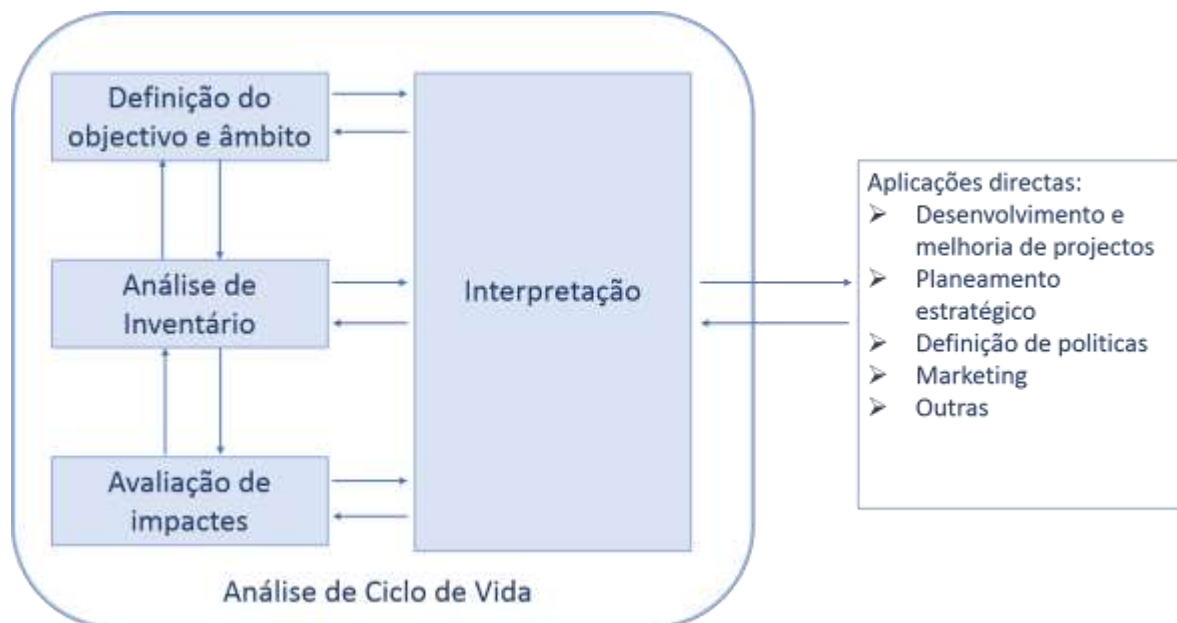 Definição do
objectivo e âmbito
Análise de
Inventário
Avaliação de
impactes
Interpretação
Análise de Ciclo de Vida
Aplicações directas:
➢ Desenvolvimento e
melhoria de projectos
➢ Planeamento
estratégico
➢ Definição de politicas
➢ Marketing
➢ Outras